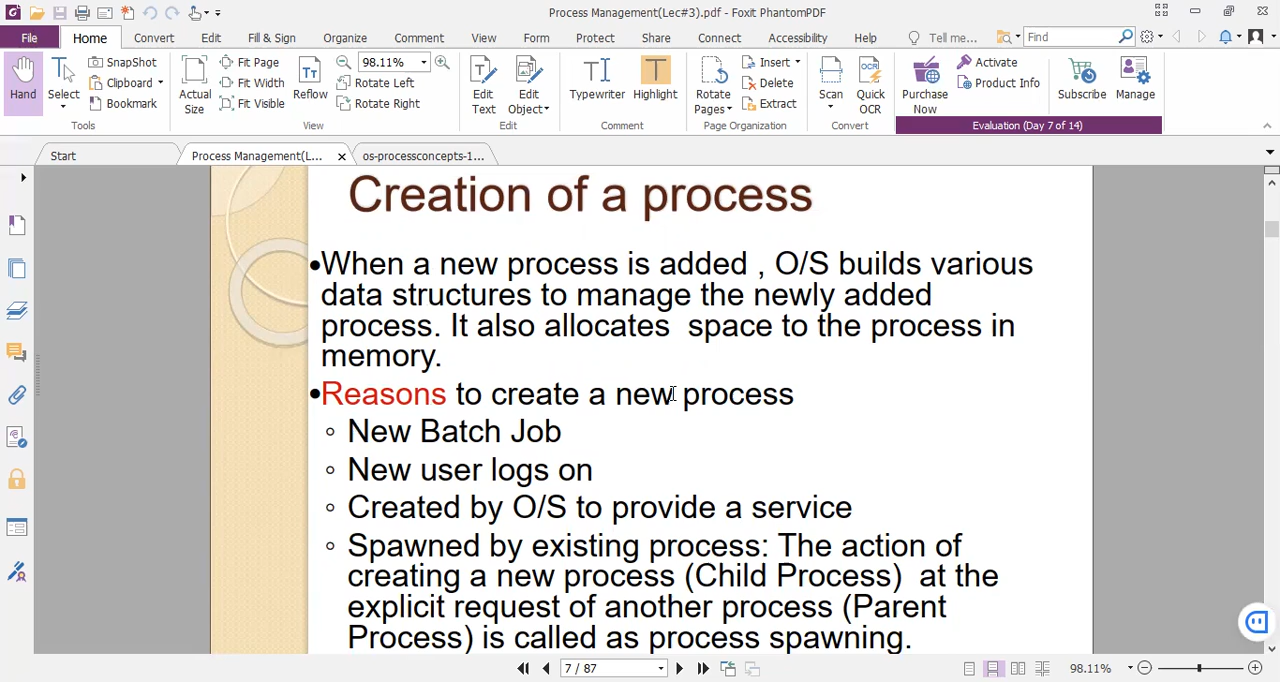 Process Management(Lec#3).pdf - Foxit PhantomPDF
File Home Convert Edit Fill & Sign Organize Comment View Form Protect Share Connect Accessibility Help Tell me... Find
Hand
Select
SnapShot
Clipboard
Bookmark
Tools
Actual Size
Fit Page
Fit Width
Fit Visible
Reflow
98.11%
Rotate Left
Rotate Right
View
Edit Text
Edit Object
Edit
Typewriter
Highlight
Comment
Rotate Pages
Insert
Delete
Extract
Page Organization
Scan
Quick OCR
Convert
Purchase Now
Activate
Product Info
Subscribe
Manage
Evaluation (Day 7 of 14)
Start Process Management(L... os-processconcepts-1...
Creation of a process
•When a new process is added , O/S builds various
data structures to manage the newly added
process. It also allocates space to the process in
memory.
•Reasons to create a new process
◦ New Batch Job
◦ New user logs on
◦ Created by O/S to provide a service
◦ Spawned by existing process: The action of
creating a new process (Child Process) at the
explicit request of another process (Parent
Process) is called as process spawning.
7 / 87
98.11%